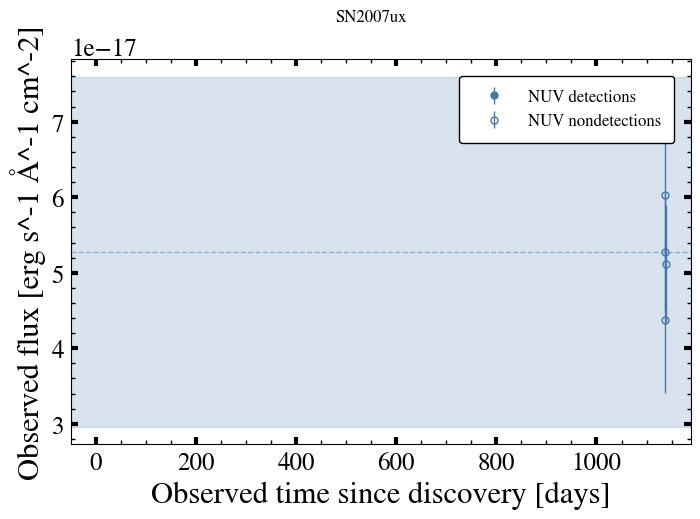 SN2007ux
1e−17
NUV detections
NUV nondetections
7
6
5
4
3
Observed flux [erg s^-1 Å^-1 cm^-2]
0 200 400 600 800 1000
Observed time since discovery [days]